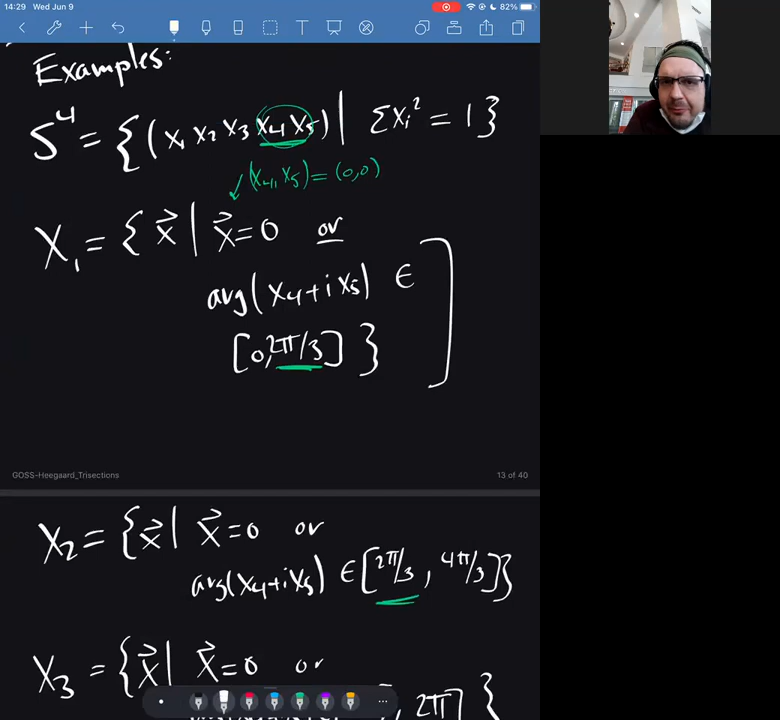 14:29 Wed Jun 9
82%
Examples:
S⁴ = {(x₁ x₂ x₃ x₄ x₅) | Σxᵢ² = 1}
(x₄, x₅) = (0,0)
X₁ = {x⃗ | x⃗ = 0 or
arg(x₄ + i x₅) ∈
[0, 2π/3] }
GOSS-Heegaard_Trisections
13 of 40
X₂ = {x⃗ | x⃗ = 0 or
arg(x₄+ix₅) ∈ [2π/3, 4π/3]}
X₃ = {x⃗ | x⃗ = 0 or
, 2π] }